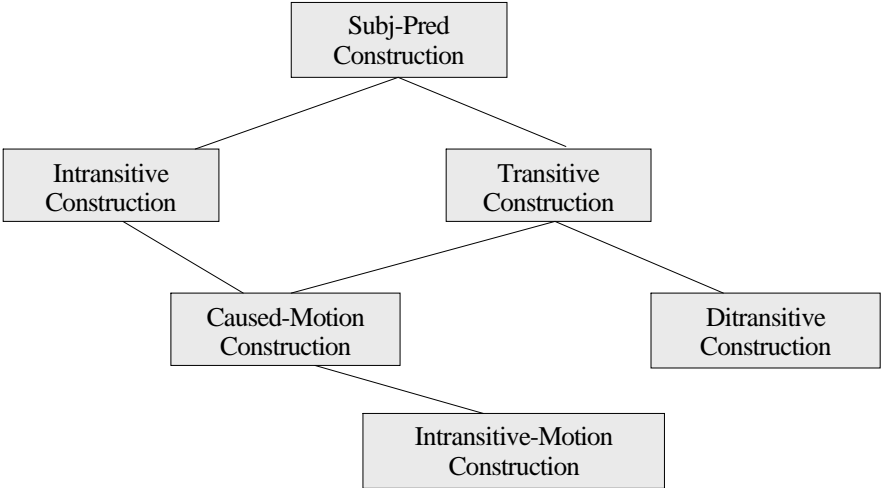 Subj-Pred
Construction
Intransitive
Construction
Transitive
Construction
Caused-Motion
Construction
Ditransitive
Construction
Intransitive-Motion
Construction